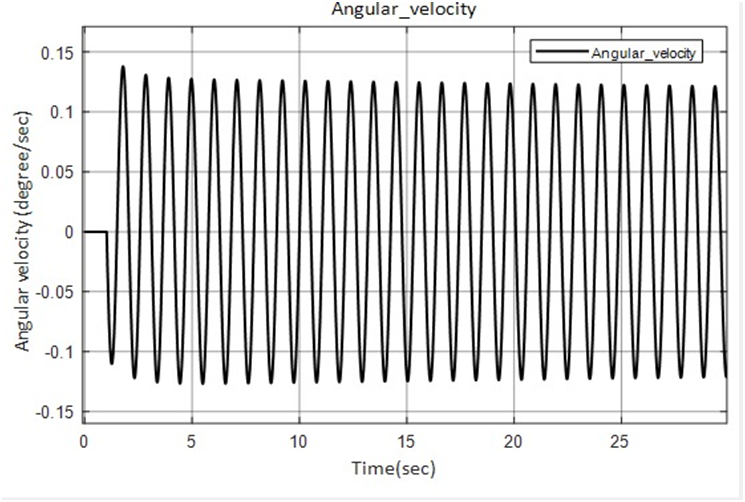 Angular_velocity
Angular_velocity
0.15
0.1
0.05
0
-0.05
-0.1
-0.15
Angular velocity (degree/sec)
0 5 10 15 20 25
Time(sec)